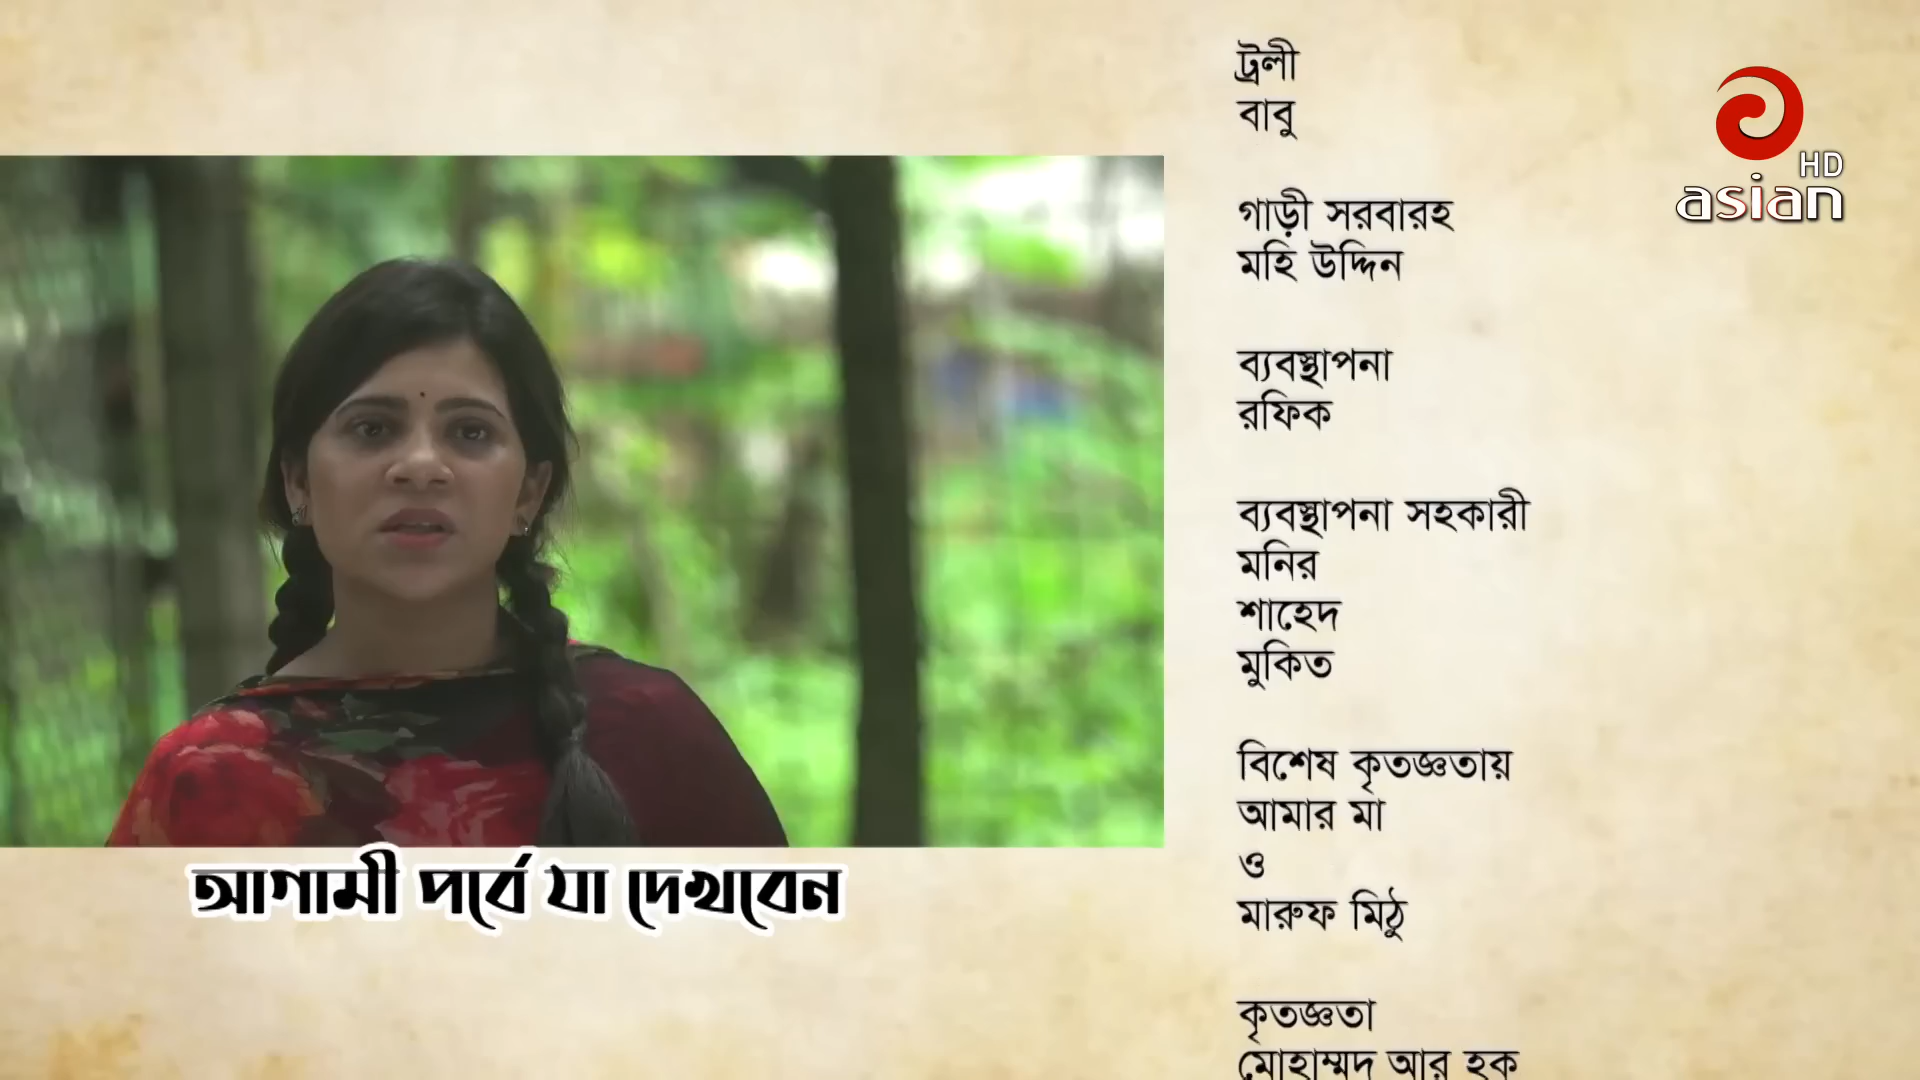 ট্রলী
বাবু
গাড়ী সরবারহ
মহি উদ্দিন
ব্যবস্থাপনা
রফিক
ব্যবস্থাপনা সহকারী
মনির
শাহেদ
মুকিত
বিশেষ কৃতজ্ঞতায়
আমার মা
ও
মারুফ মিঠু
কৃতজ্ঞতা
মোহাম্মদ আর হক
HD
asian
আগামী পর্বে যা দেখবেন